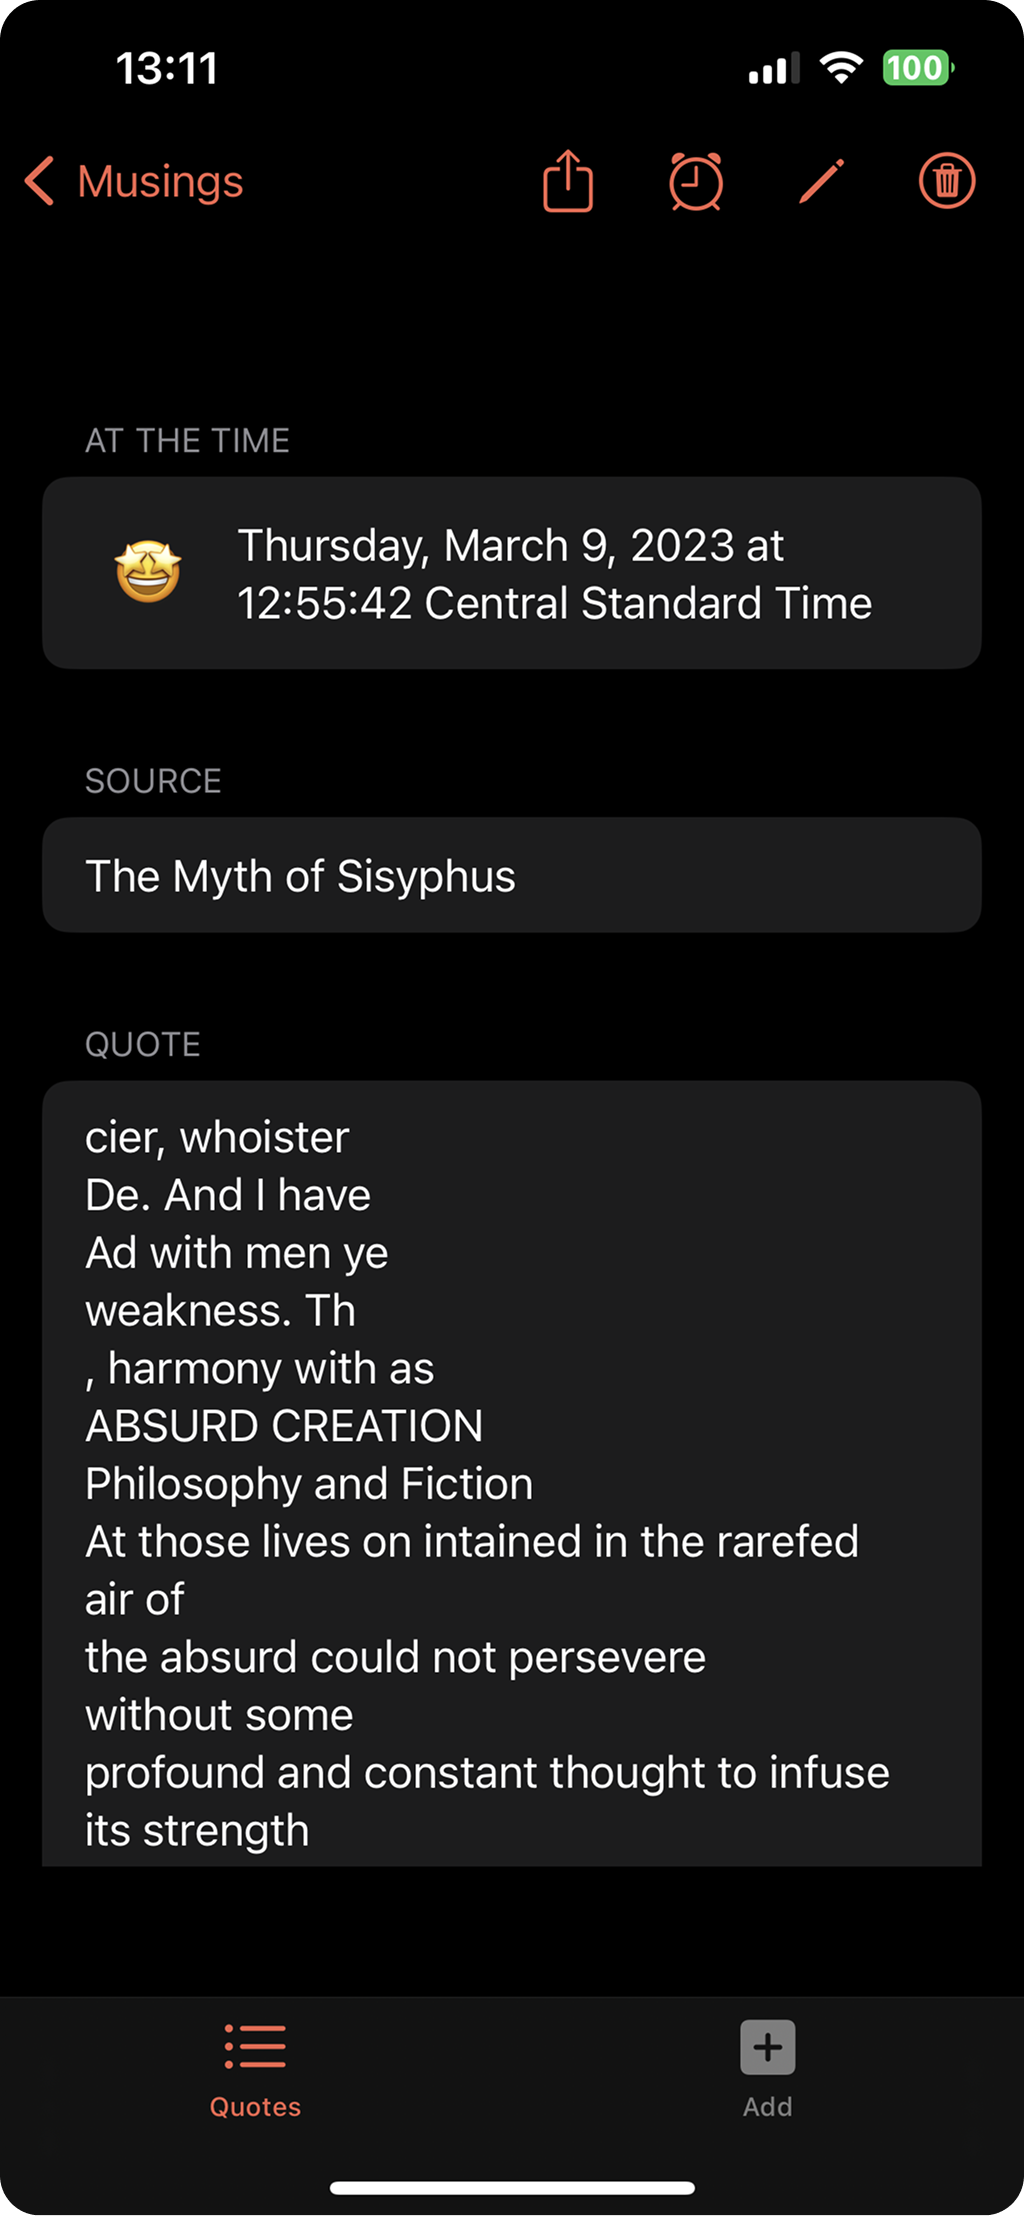 13:11
100
Musings
AT THE TIME
Thursday, March 9, 2023 at
12:55:42 Central Standard Time
SOURCE
The Myth of Sisyphus
QUOTE
cier, whoister
De. And I have
Ad with men ye
weakness. Th
, harmony with as
ABSURD CREATION
Philosophy and Fiction
At those lives on intained in the rarefed
air of
the absurd could not persevere
without some
profound and constant thought to infuse
its strength
Quotes
Add